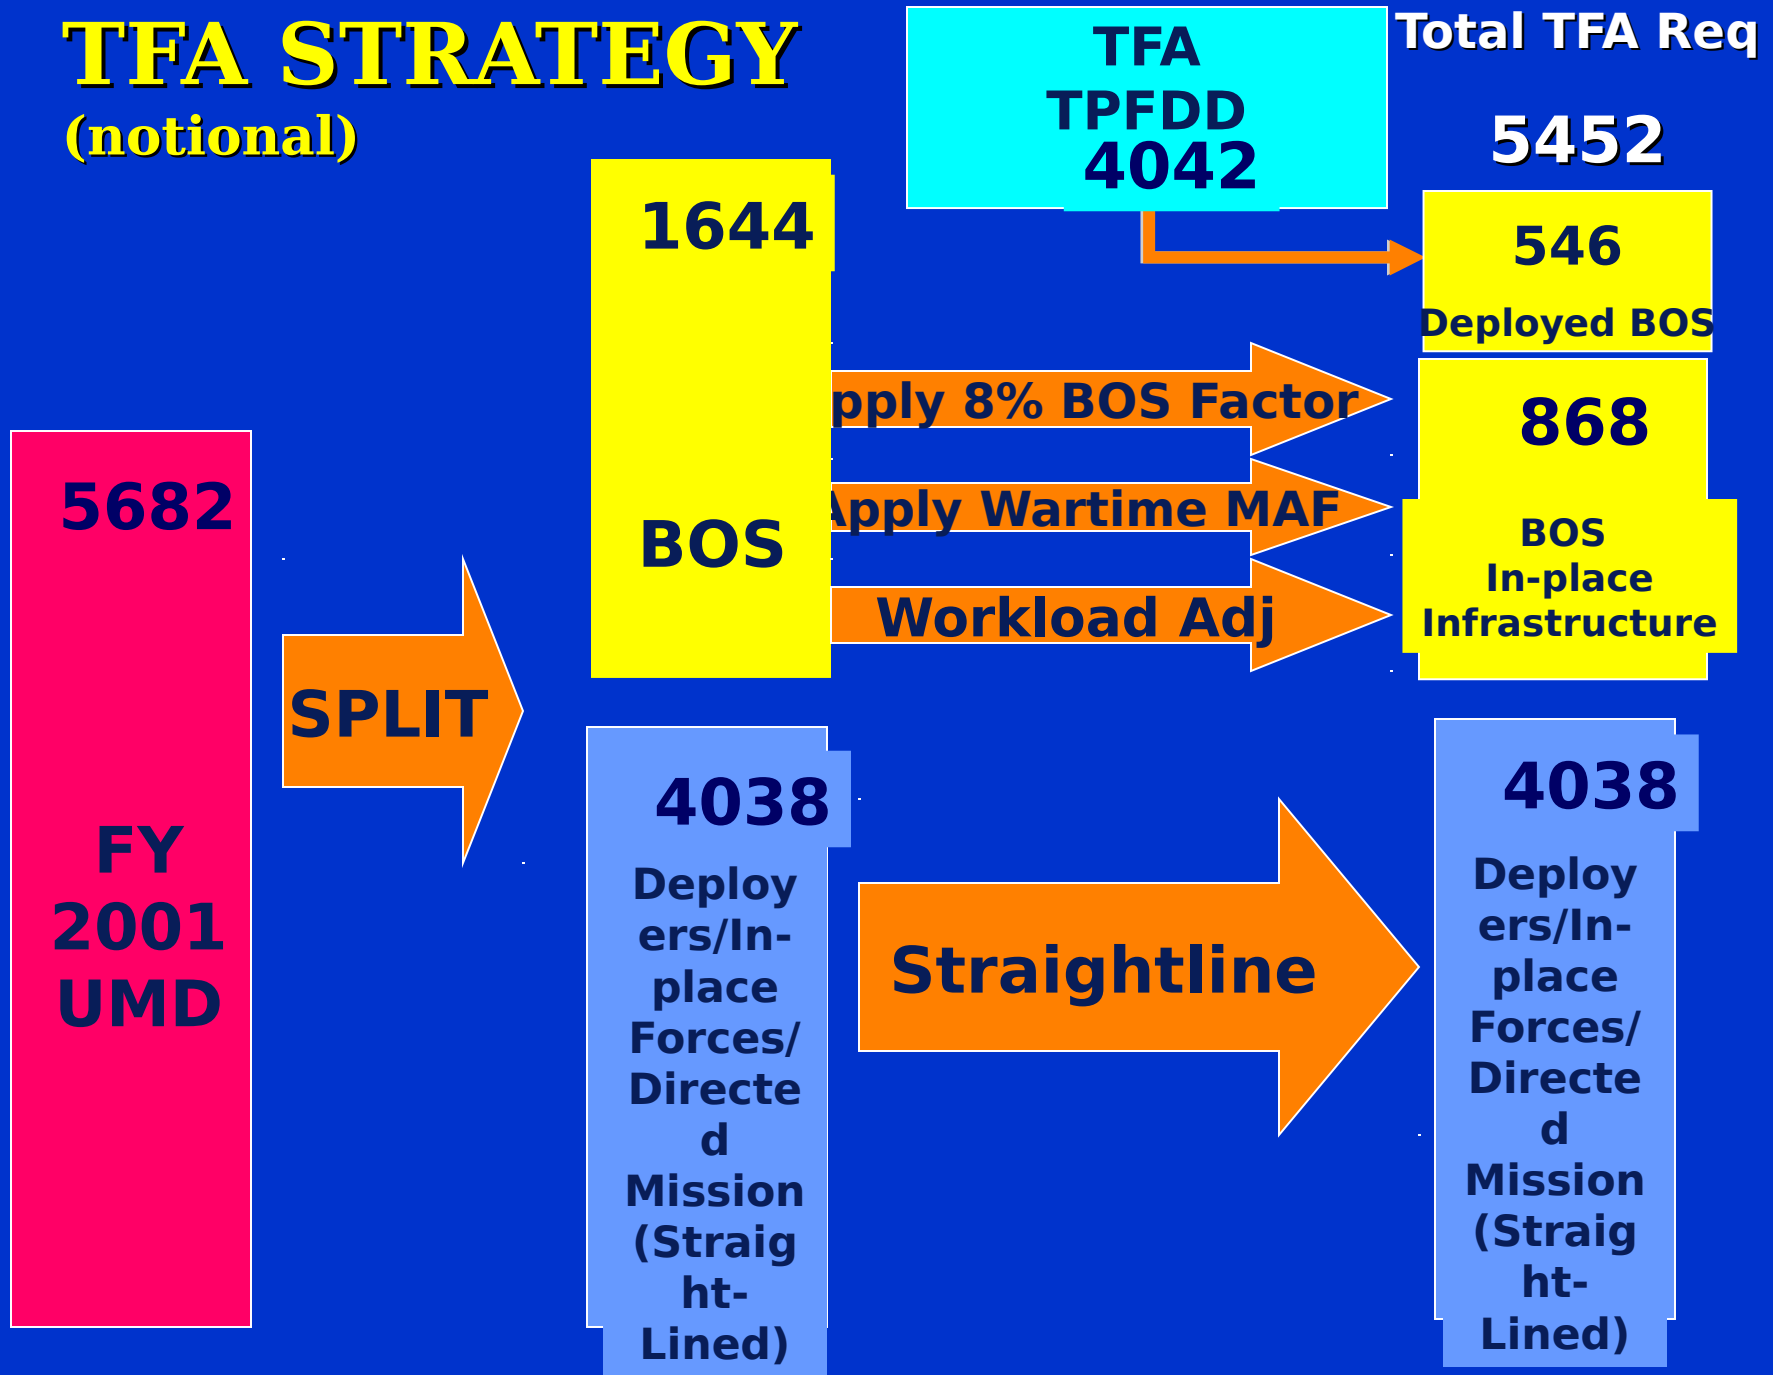 TFA STRATEGY
(notional)
TFA
TPFDD
4042
Total TFA Req
5452
546
Deployed BOS
1644
BOS
pply 8% BOS Factor
Apply Wartime MAF
Workload Adj
868
BOS
In-place
Infrastructure
5682
FY
2001
UMD
SPLIT
4038
Deploy
ers/In-
place
Forces/
Directe
d
Mission
(Straig
ht-
Lined)
Straightline
4038
Deploy
ers/In-
place
Forces/
Directe
d
Mission
(Straig
ht-
Lined)